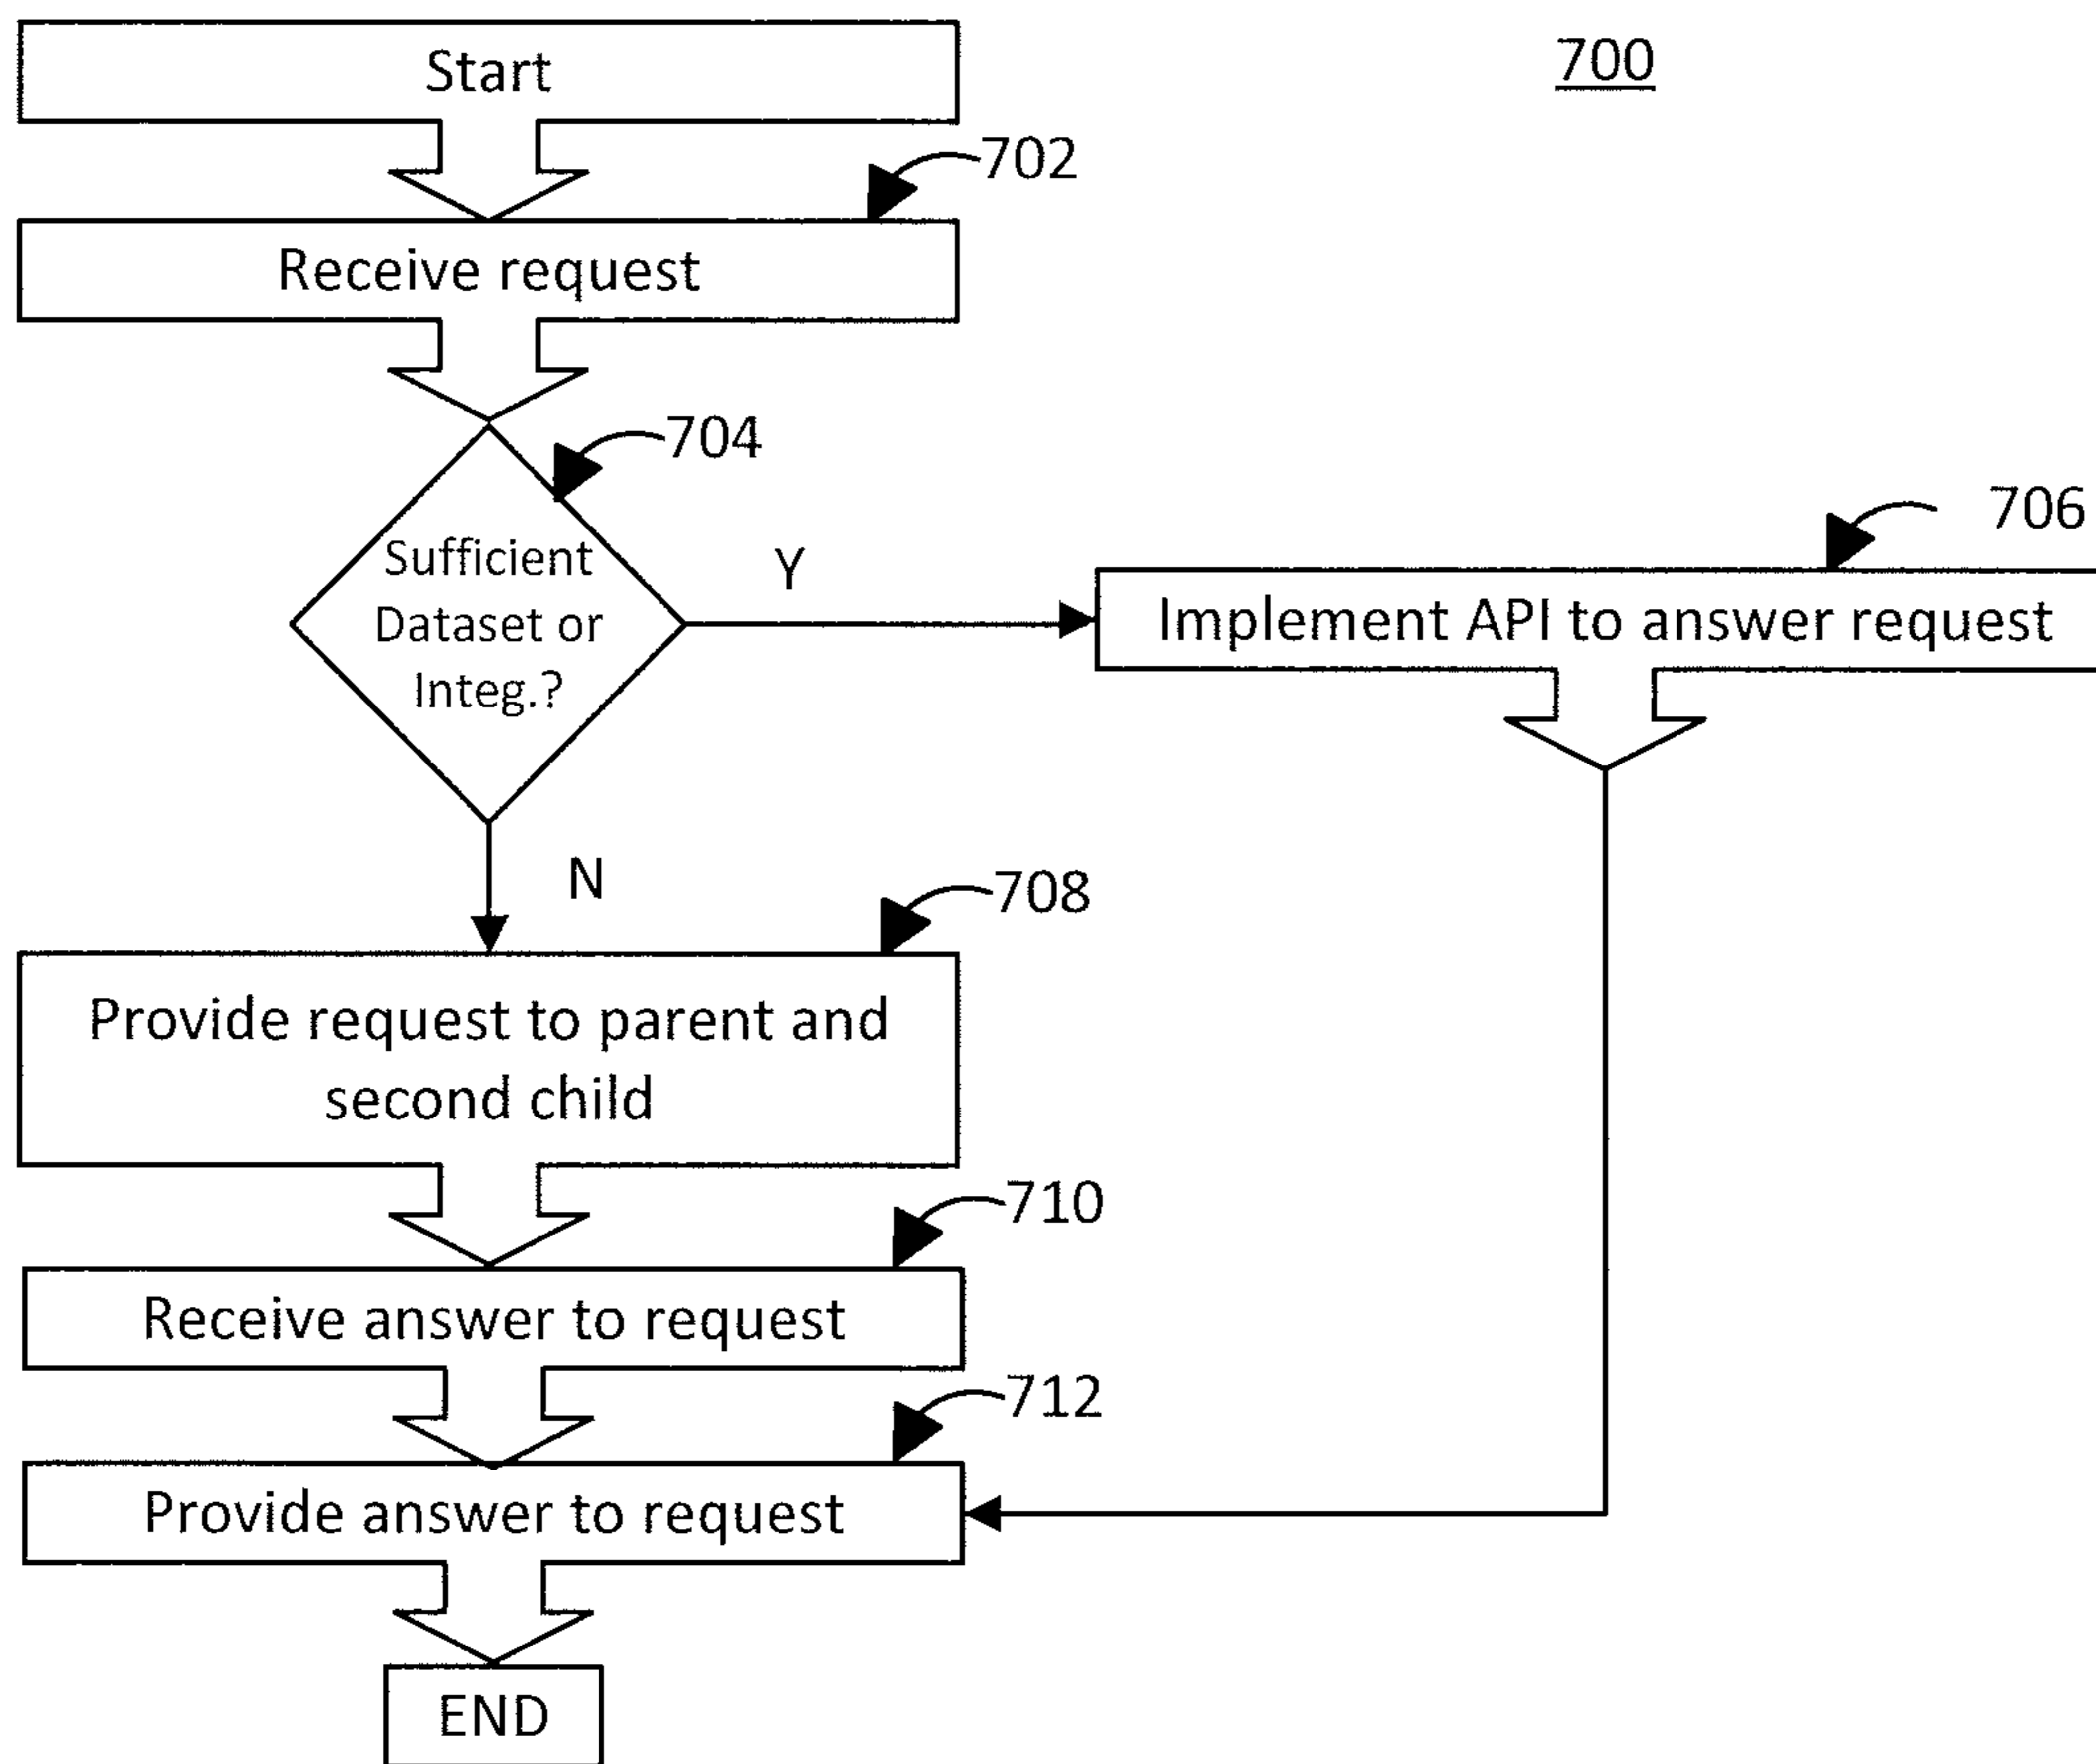 Start
700
702
Receive request
704
Sufficient
Dataset or
Integ.?
Y
706
Implement API to answer request
N
708
Provide request to parent and
second child
710
Receive answer to request
712
Provide answer to request
END